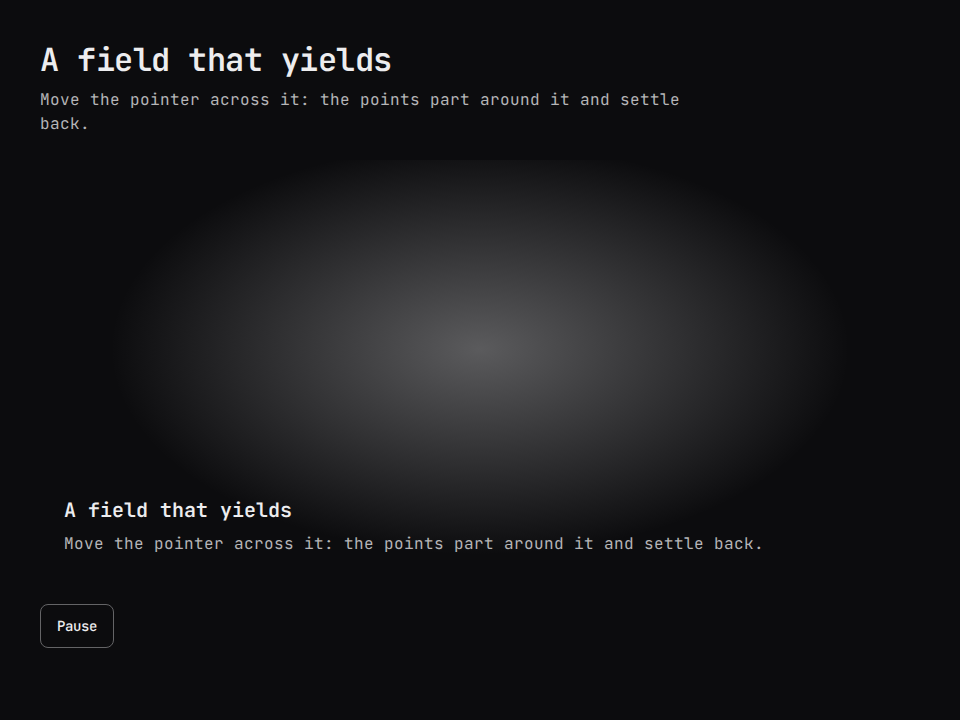 A field that yields
Move the pointer across it: the points part around it and settle
back.
A field that yields
Move the pointer across it: the points part around it and settle back.
Pause